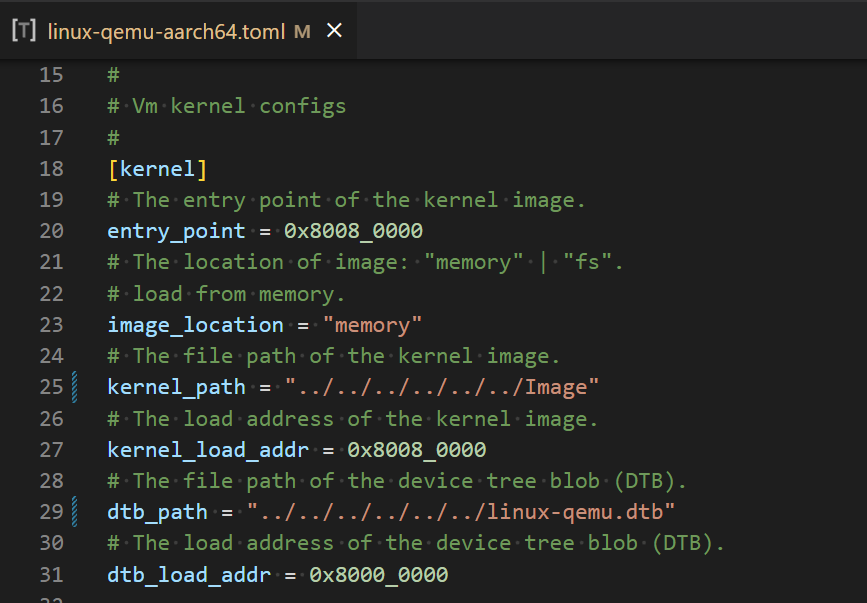 [T] linux-qemu-aarch64.toml M ×
15 #
16 # Vm kernel configs
17 #
18 [kernel]
19 # The entry point of the kernel image.
20 entry_point = 0x8008_0000
21 # The location of image: "memory" | "fs".
22 # load from memory.
23 image_location = "memory"
24 # The file path of the kernel image.
25 kernel_path = "../../../../../../Image"
26 # The load address of the kernel image.
27 kernel_load_addr = 0x8008_0000
28 # The file path of the device tree blob (DTB).
29 dtb_path = "../../../../../../linux-qemu.dtb"
30 # The load address of the device tree blob (DTB).
31 dtb_load_addr = 0x8000_0000